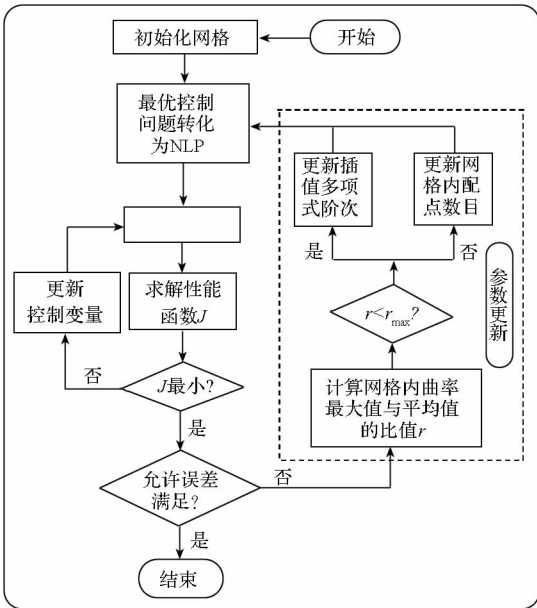 初始化网格
开始
最优控制
问题转化
为NLP
更新
控制变量
求解性能
函数J
否
J最小?
是
允许误差
满足?
否
是
结束
更新插
值多项
式阶次
更新网
格内配
点数目
是
否
r<rmax?
参数更新
计算网格内曲率
最大值与平均值
的比值r